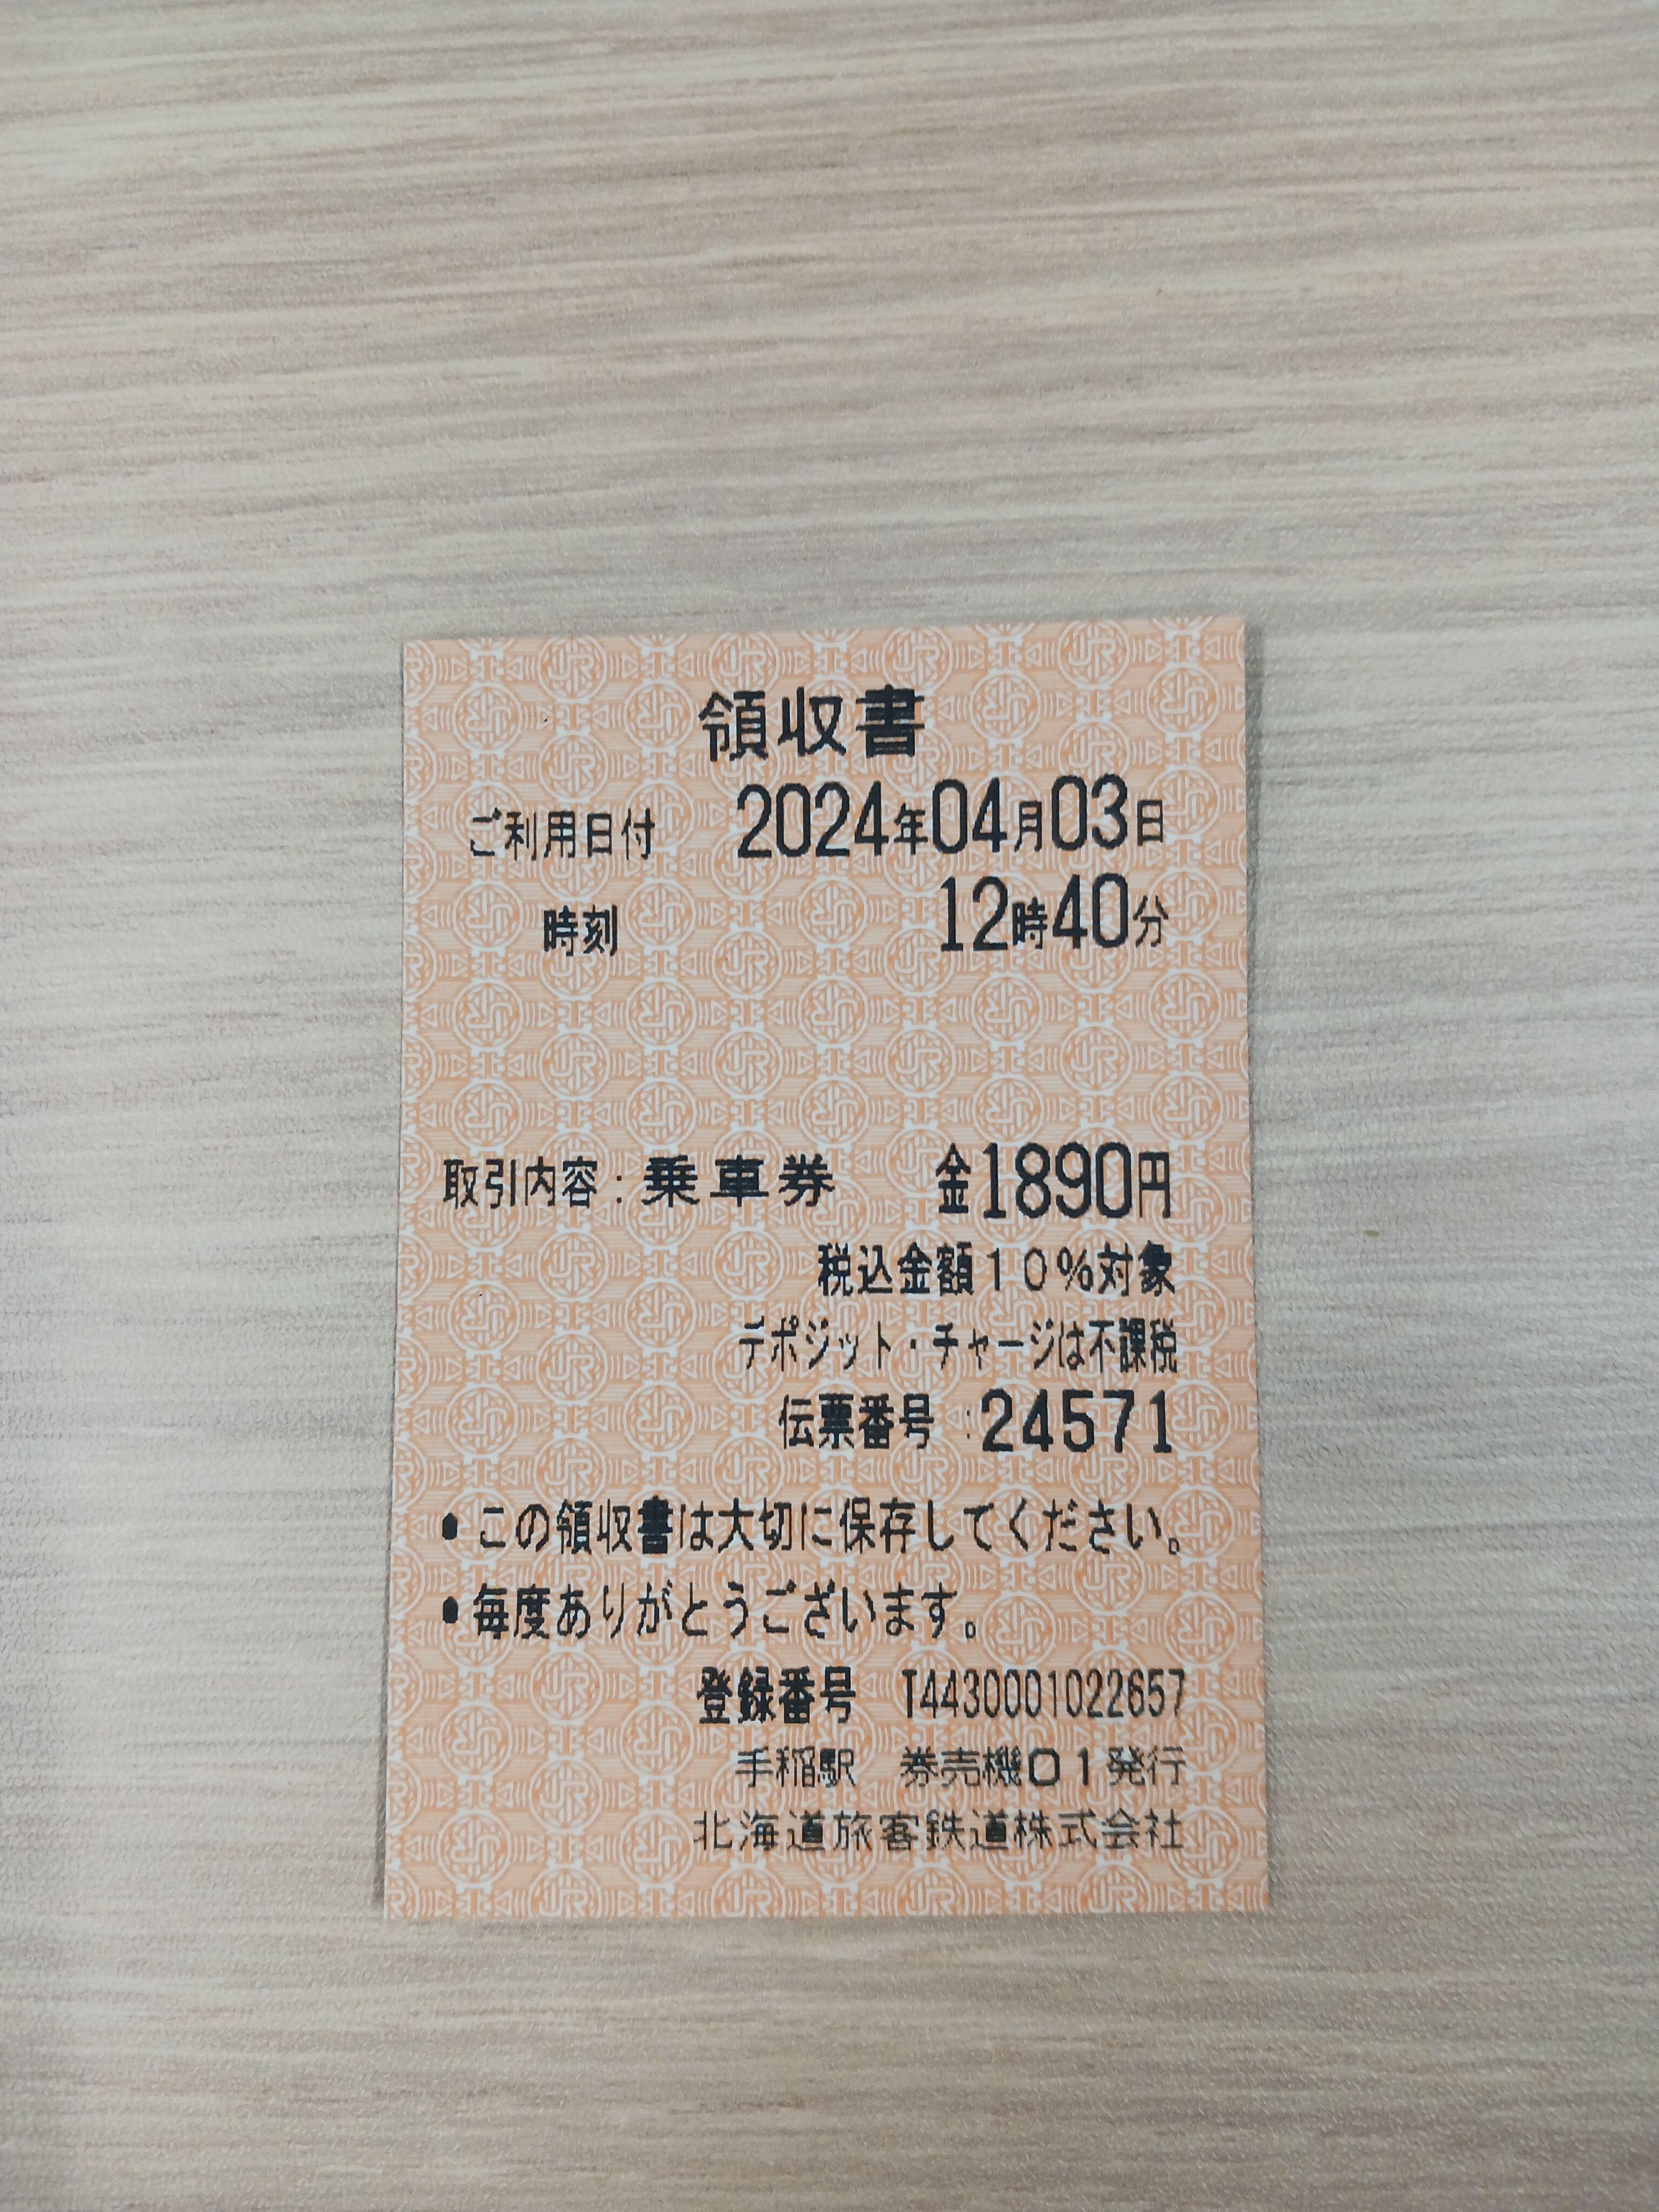 領収書
ご利用日付 2024年04月03日
時刻 12時40分
取引内容：乗車券 金1890円
税込金額１０％対象
デポジット・チャージは不課税
伝票番号：24571
●この領収書は大切に保存してください。
●毎度ありがとうございます。
登録番号 T4430001022657
手稲駅 券売機０１発行
北海道旅客鉄道株式会社